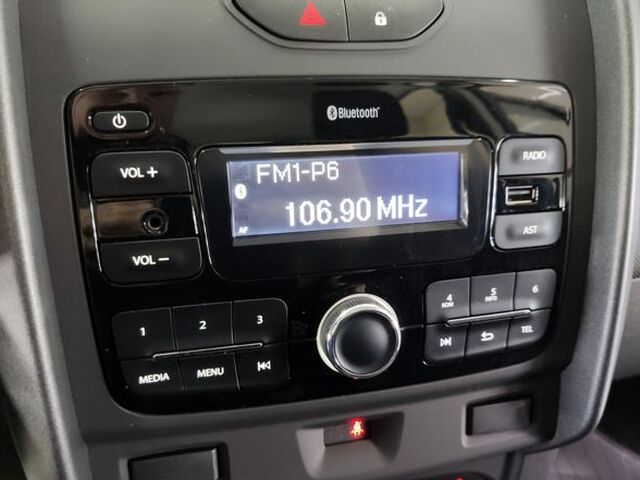 Bluetooth
VOL +
FM1-P6
106.90 MHz
AF
RADIO
AST
VOL −
1
2
3
4
RDM
5
INFO
6
MEDIA
MENU
TEL